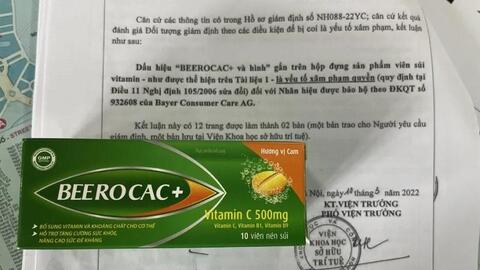 Căn cứ các thông tin có trong Hồ sơ giám định số NH088-22YC; căn cứ kết quả
đánh giá Đối tượng giám định theo các điều kiện để bị coi là yếu tố xâm phạm, kết luận
như sau:
Dấu hiệu "BEEROCAC+ và hình" gắn trên hộp đựng sản phẩm viên sủi
vitamin - như được thể hiện trên Tài liệu 1 - là yếu tố xâm phạm quyền (quy định tại
Điều 11 Nghị định 105/2006 sửa đổi) đối với Nhãn hiệu được bảo hộ theo ĐKQT số
932608 của Bayer Consumer Care AG.
Kết luận này có 12 trang được làm thành 02 bản (một bản trao cho Người yêu cầu
giám định, một bản lưu tại Viện Khoa học Sở hữu trí tuệ).
Nội, ngày 10 tháng 5 năm 2022
KT.VIỆN TRƯỞNG
PHÓ VIỆN TRƯỞNG
VIỆN
KHOA HỌC
SỞ HỮU
TRÍ TUỆ
GMP
Hương vị Cam
BEEROCAC+
Vitamin C 500mg
Vitamin C, Vitamin B1, Vitamin B9
BỔ SUNG VITAMIN VÀ KHOÁNG CHẤT CHO CƠ THỂ
HỖ TRỢ TĂNG CƯỜNG SỨC KHỎE,
NÂNG CAO SỨC ĐỀ KHÁNG
10 viên nén sủi